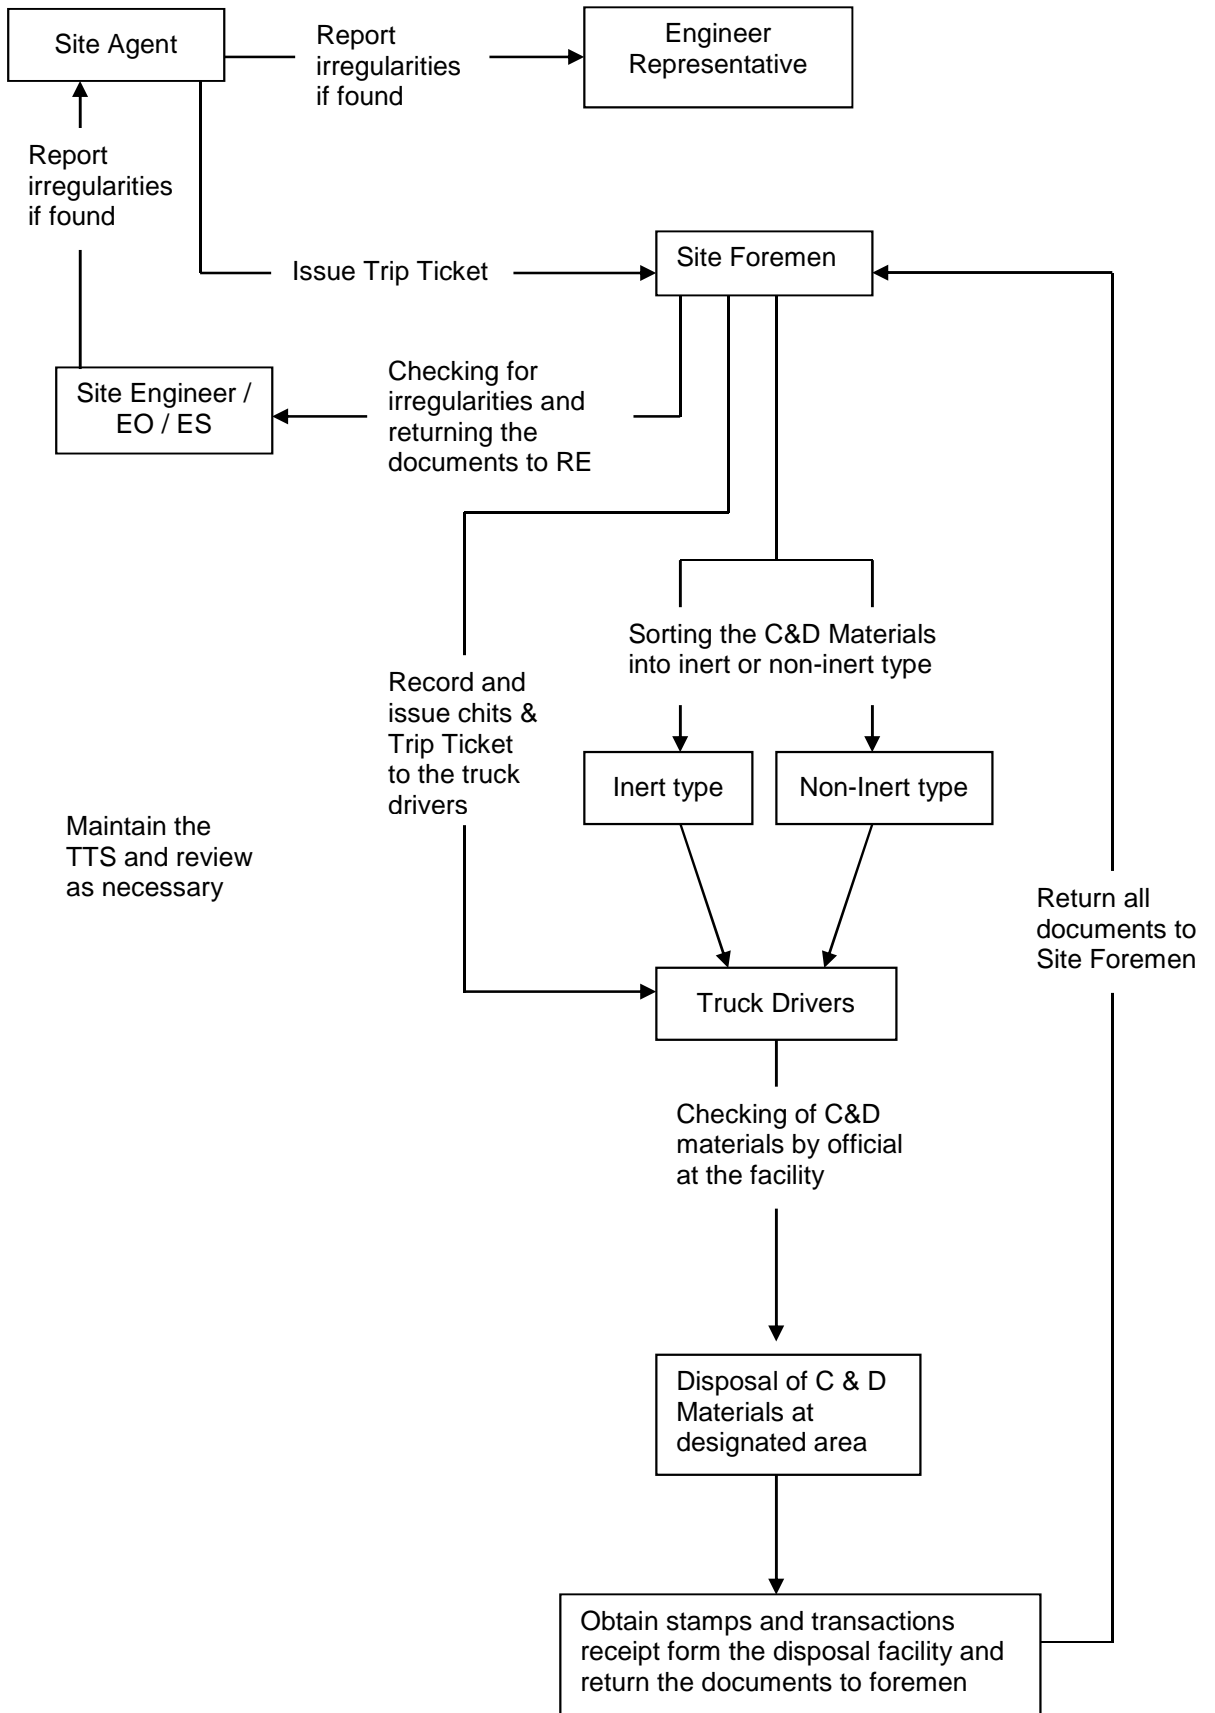 Site Agent
Report
irregularities
if found
Engineer
Representative
Report
irregularities
if found
Issue Trip Ticket
Site Foremen
Site Engineer /
EO / ES
Checking for
irregularities and
returning the
documents to RE
Sorting the C&D Materials
into inert or non-inert type
Record and
issue chits &
Trip Ticket
to the truck
drivers
Inert type
Non-Inert type
Maintain the
TTS and review
as necessary
Return all
documents to
Site Foremen
Truck Drivers
Checking of C&D
materials by official
at the facility
Disposal of C & D
Materials at
designated area
Obtain stamps and transactions
receipt form the disposal facility and
return the documents to foremen